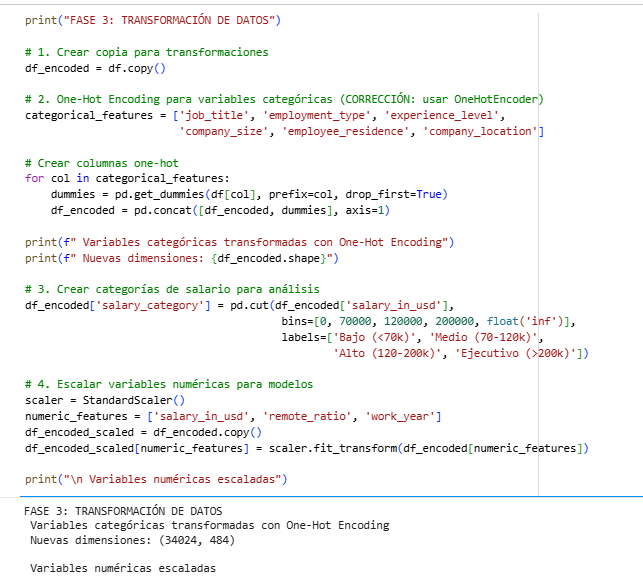 print("FASE 3: TRANSFORMACIÓN DE DATOS")
# 1. Crear copia para transformaciones
df_encoded = df.copy()
# 2. One-Hot Encoding para variables categóricas (CORRECCIÓN: usar OneHotEncoder)
categorical_features = ['job_title', 'employment_type', 'experience_level',
                        'company_size', 'employee_residence', 'company_location']
# Crear columnas one-hot
for col in categorical_features:
    dummies = pd.get_dummies(df[col], prefix=col, drop_first=True)
    df_encoded = pd.concat([df_encoded, dummies], axis=1)
print(f" Variables categóricas transformadas con One-Hot Encoding")
print(f" Nuevas dimensiones: {df_encoded.shape}")
# 3. Crear categorías de salario para análisis
df_encoded['salary_category'] = pd.cut(df_encoded['salary_in_usd'],
                                       bins=[0, 70000, 120000, 200000, float('inf')],
                                       labels=['Bajo (<70k)', 'Medio (70-120k)',
                                               'Alto (120-200k)', 'Ejecutivo (>200k)'])
# 4. Escalar variables numéricas para modelos
scaler = StandardScaler()
numeric_features = ['salary_in_usd', 'remote_ratio', 'work_year']
df_encoded_scaled = df_encoded.copy()
df_encoded_scaled[numeric_features] = scaler.fit_transform(df_encoded[numeric_features])
print("\n Variables numéricas escaladas")
FASE 3: TRANSFORMACIÓN DE DATOS
 Variables categóricas transformadas con One-Hot Encoding
 Nuevas dimensiones: (34024, 484)
 Variables numéricas escaladas